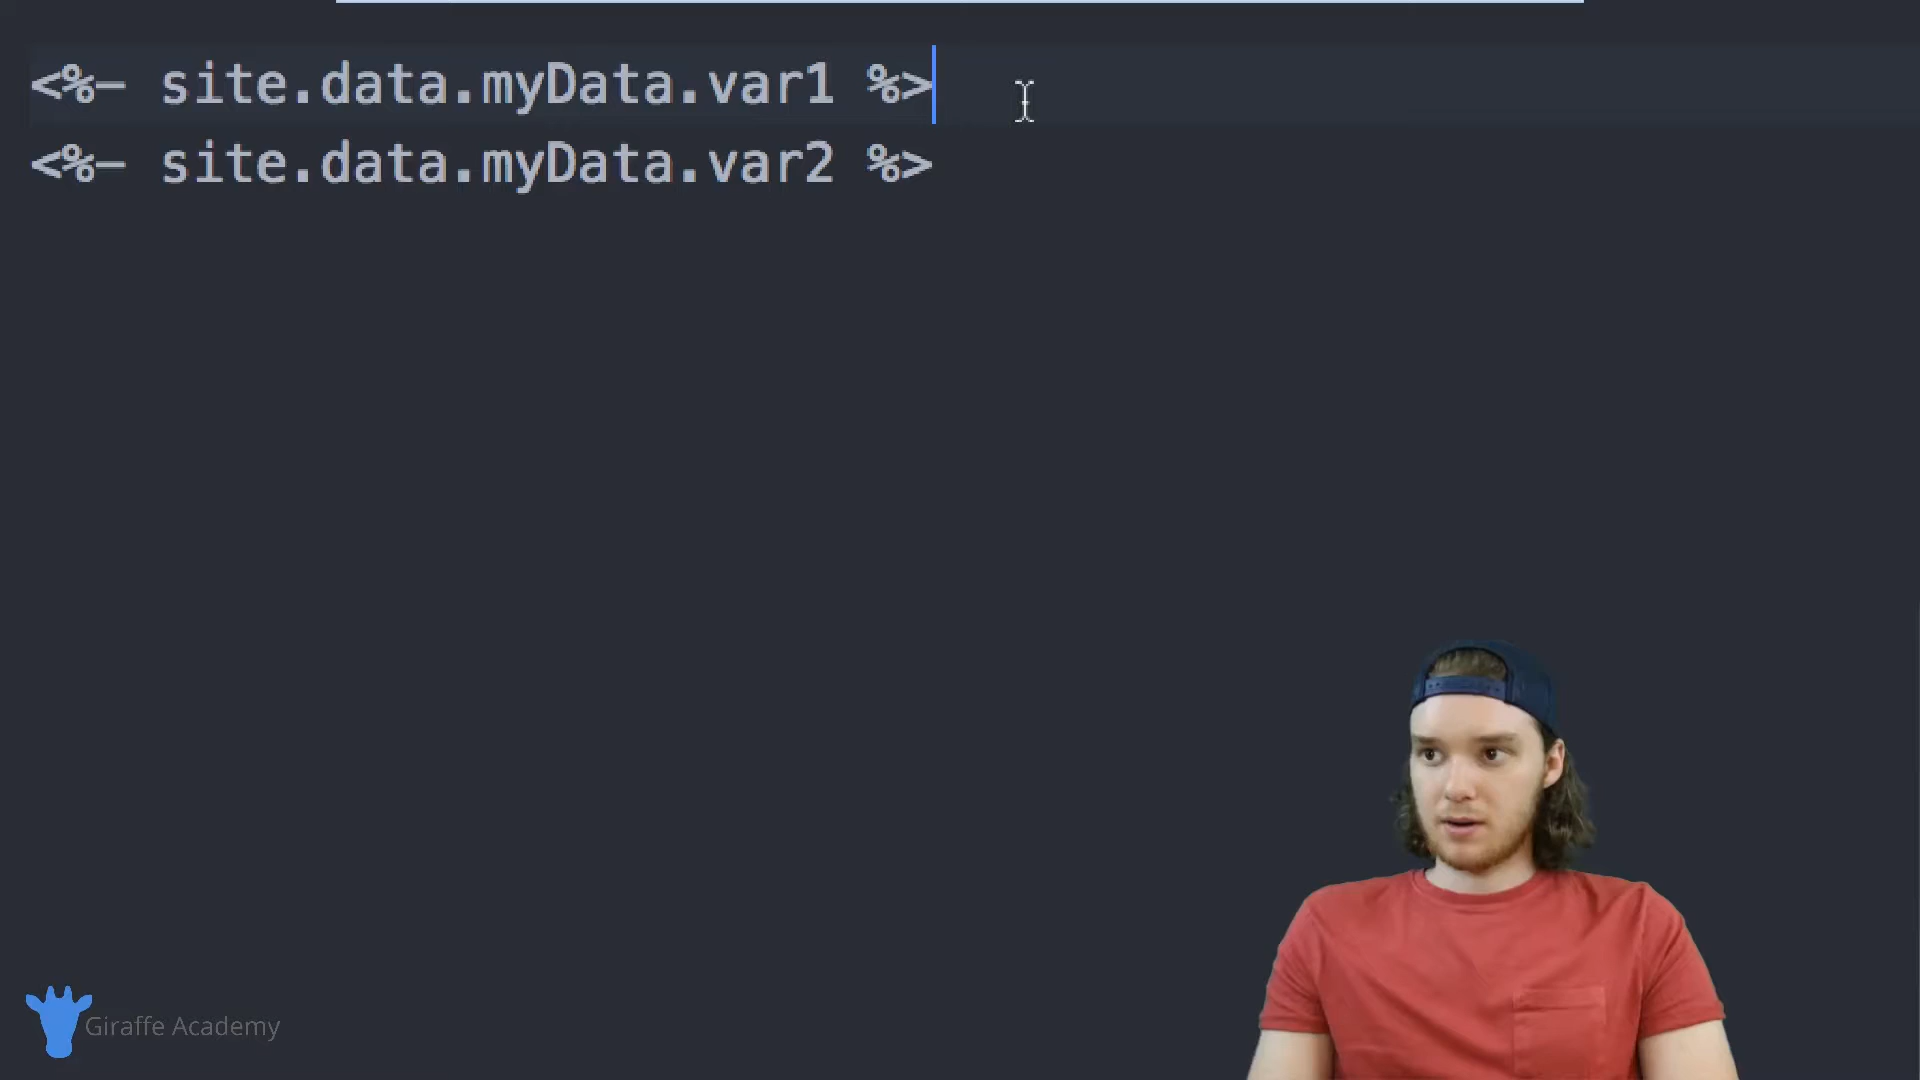 <%- site.data.myData.var1 %>
<%- site.data.myData.var2 %>
Giraffe Academy